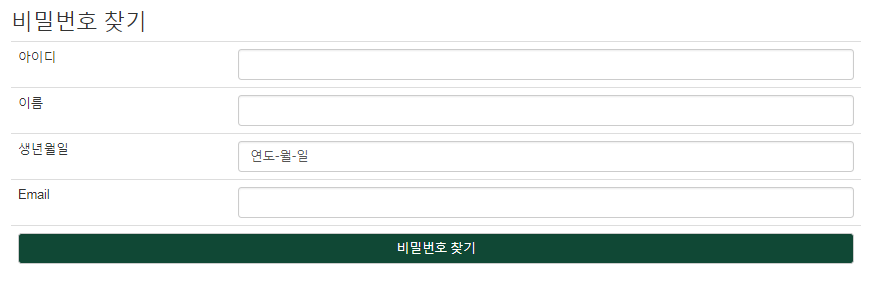 비밀번호 찾기
아이디
이름
생년월일
연도-월-일
Email
비밀번호 찾기